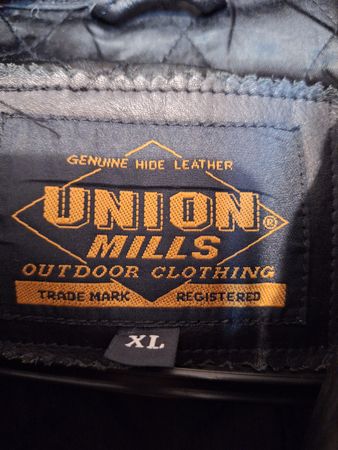 GENUINE HIDE LEATHER
UNION ®
MILLS
OUTDOOR CLOTHING
TRADE MARK REGISTERED
XL